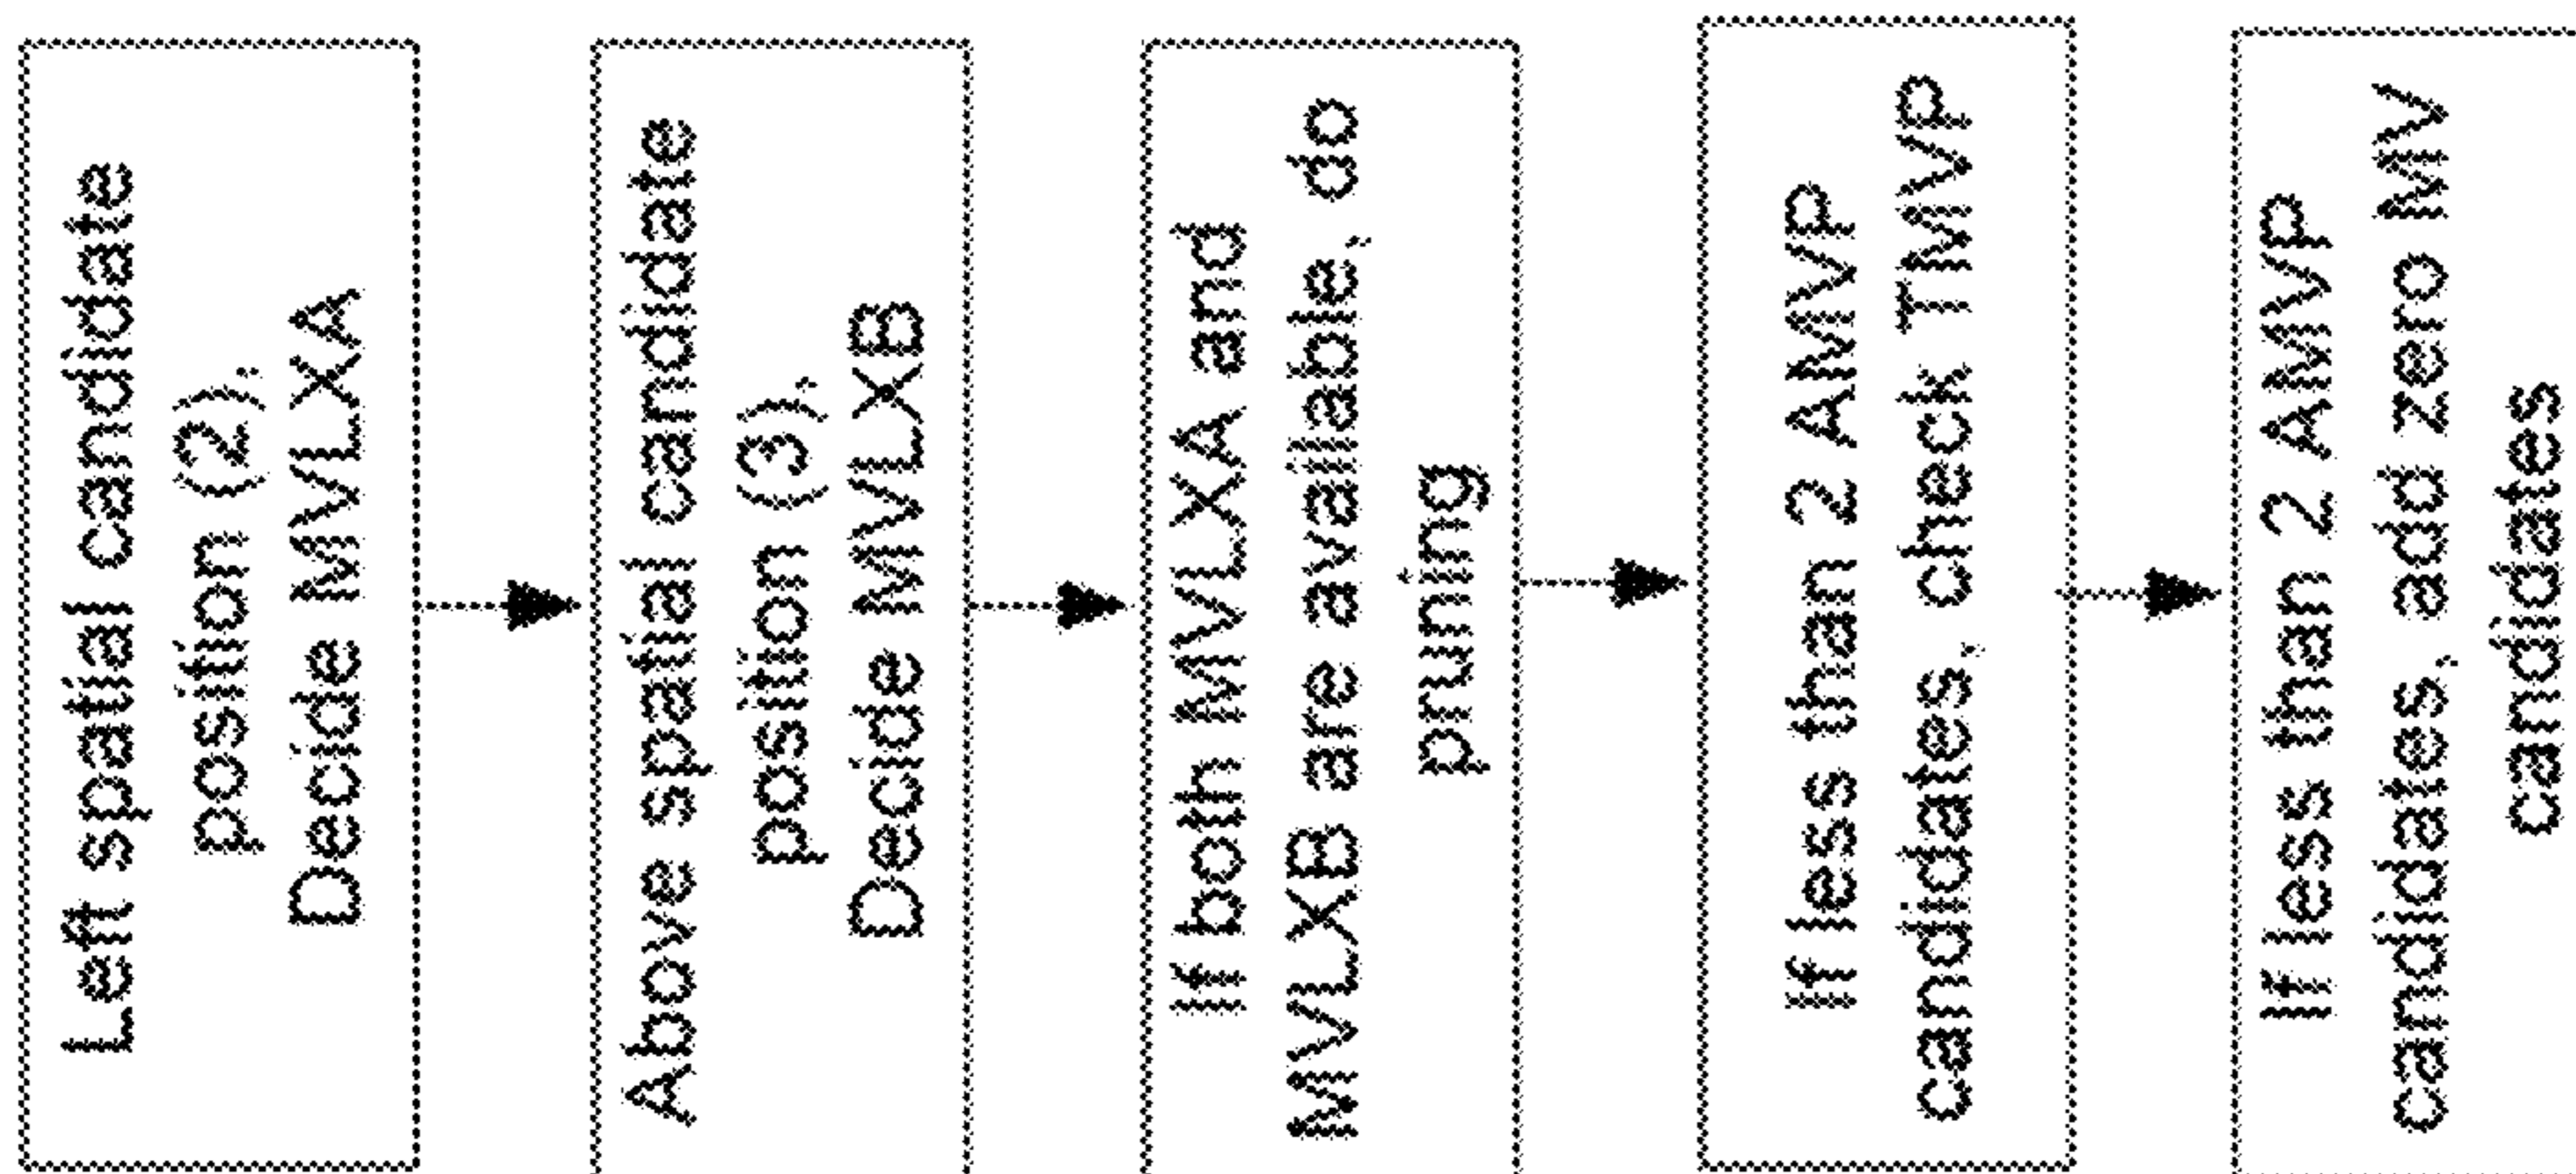 Left spatial candidate
position (2),
Decide MVLXA
Above spatial candidate
position (3),
Decide MVLXB
If both MVLXA and
MVLXB are available, do
pruning
If less than 2 AMVP
candidates, check TMVP
If less than 2 AMVP
candidates, add zero MV
candidates